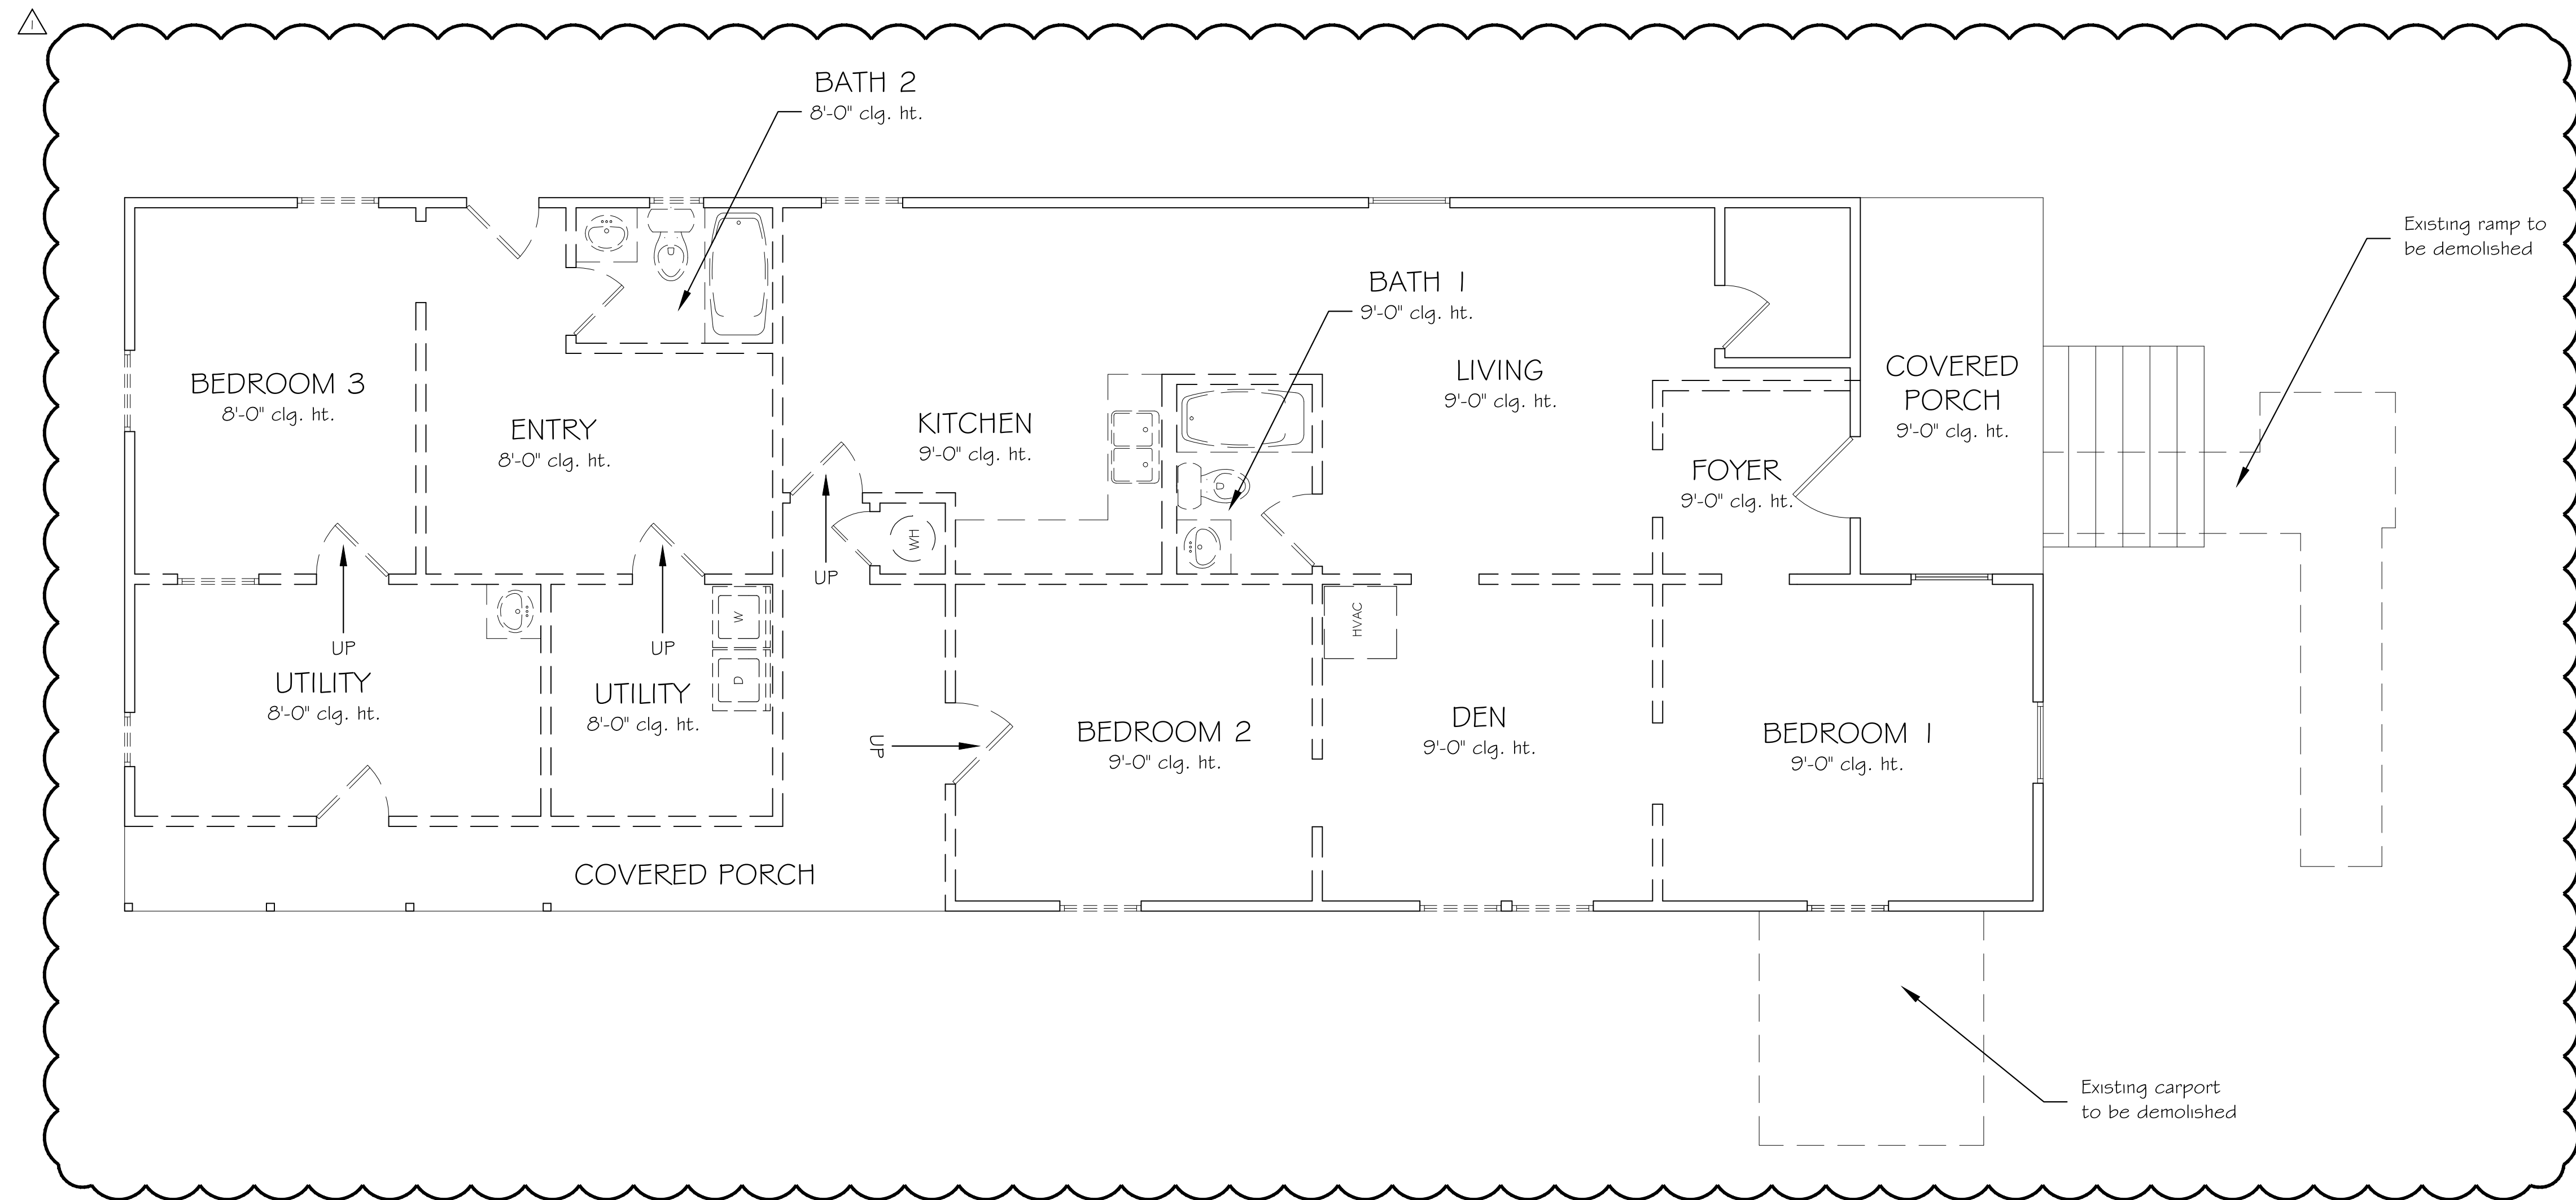 1
BATH 2
8'-0" clg. ht.
Existing ramp to
be demolished
BATH 1
9'-0" clg. ht.
BEDROOM 3
8'-0" clg. ht.
ENTRY
8'-0" clg. ht.
KITCHEN
9'-0" clg. ht.
LIVING
9'-0" clg. ht.
COVERED
PORCH
9'-0" clg. ht.
FOYER
9'-0" clg. ht.
WH
UP
UP
UP
HVAC
W
D
UTILITY
8'-0" clg. ht.
UTILITY
8'-0" clg. ht.
UP
BEDROOM 2
9'-0" clg. ht.
DEN
9'-0" clg. ht.
BEDROOM 1
9'-0" clg. ht.
COVERED PORCH
Existing carport
to be demolished